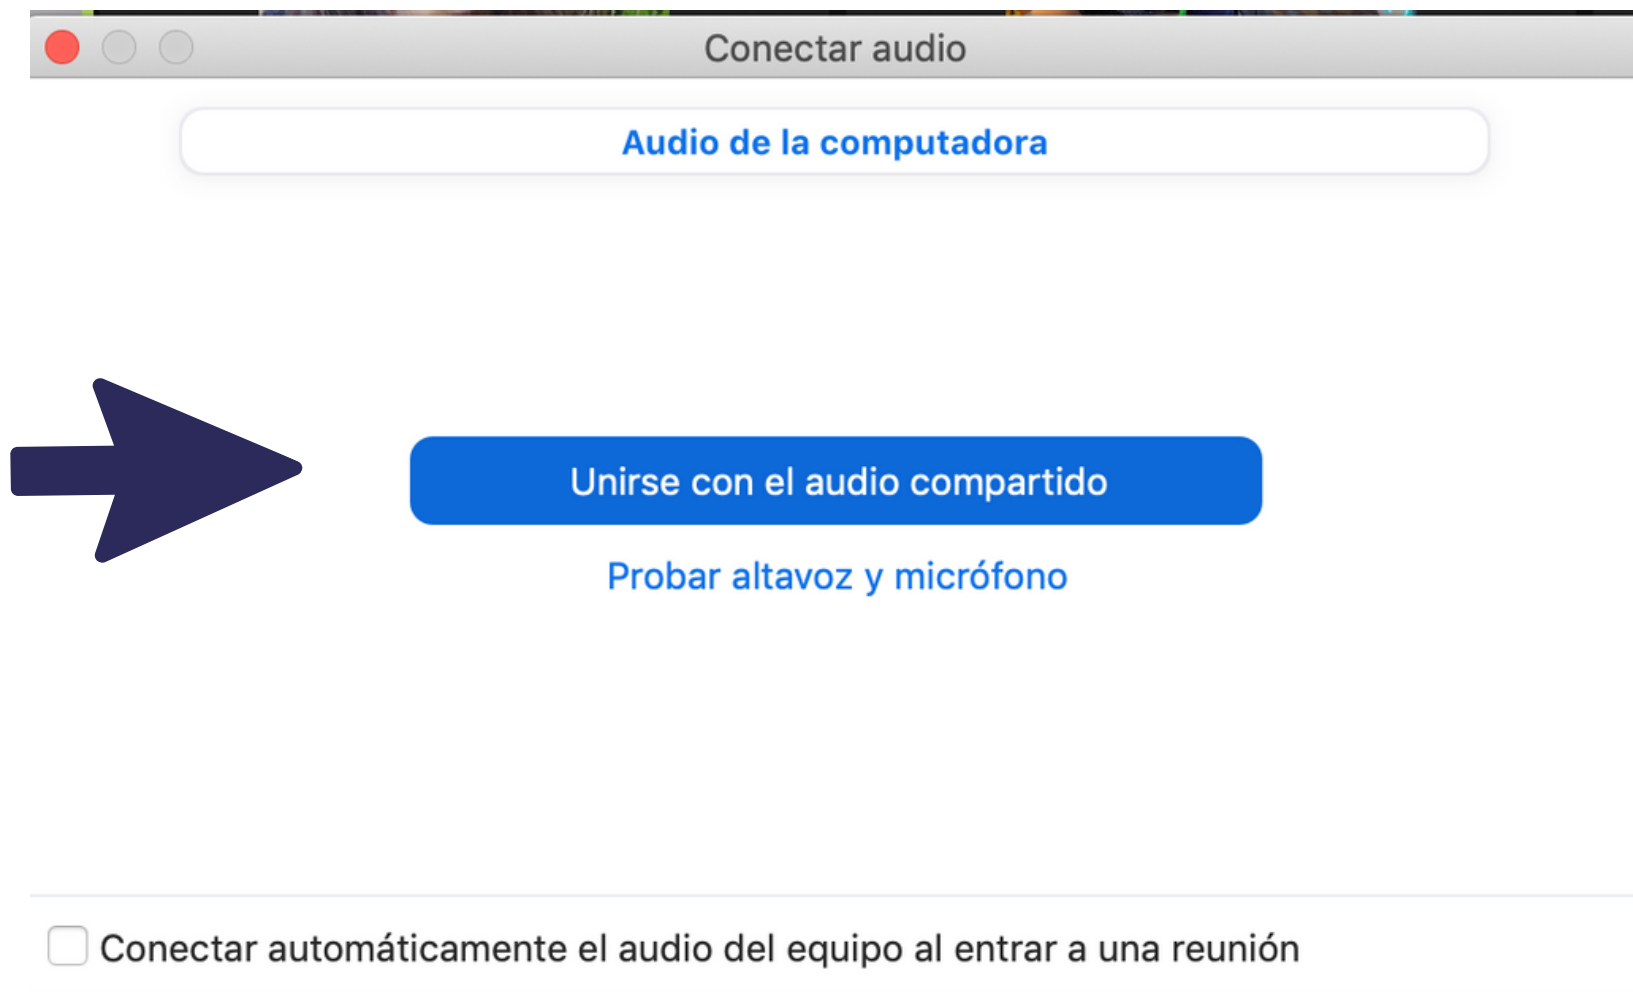 Conectar audio
Audio de la computadora
Unirse con el audio compartido
Probar altavoz y micrófono
Conectar automáticamente el audio del equipo al entrar a una reunión